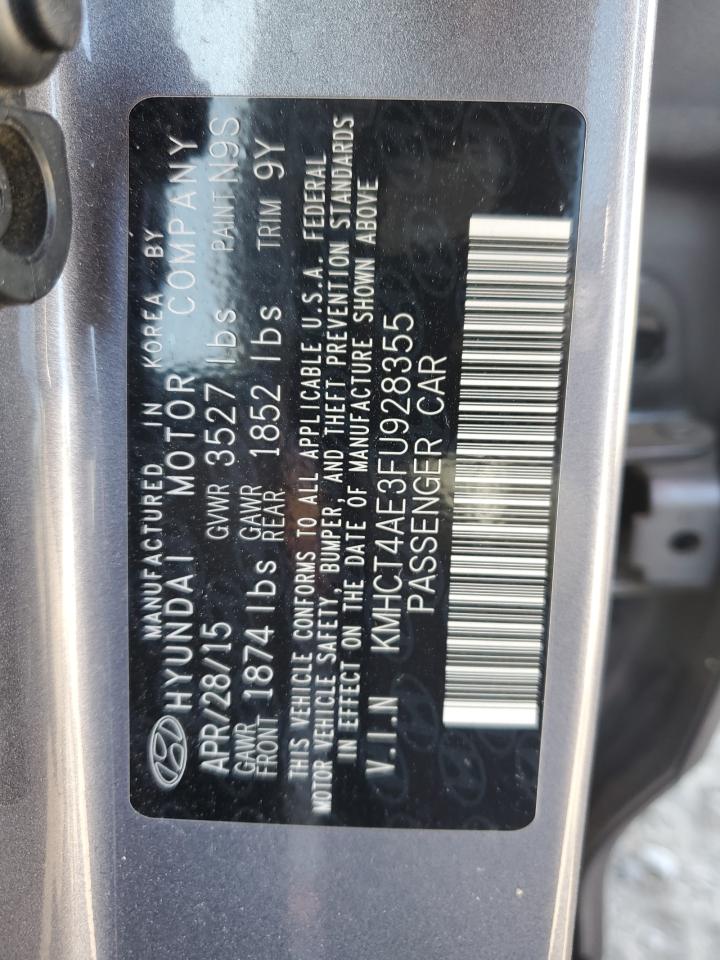 MANUFACTURED IN KOREA BY
HYUNDAI MOTOR COMPANY
APR/28/15 GVWR 3527 lbs PAINT N9S
GAWR FRONT 1874 lbs GAWR REAR 1852 lbs TRIM 9Y
THIS VEHICLE CONFORMS TO ALL APPLICABLE U.S.A. FEDERAL
MOTOR VEHICLE SAFETY, BUMPER, AND THEFT PREVENTION STANDARDS
IN EFFECT ON THE DATE OF MANUFACTURE SHOWN ABOVE
V.I.N KMHCT4AE3FU928355
PASSENGER CAR